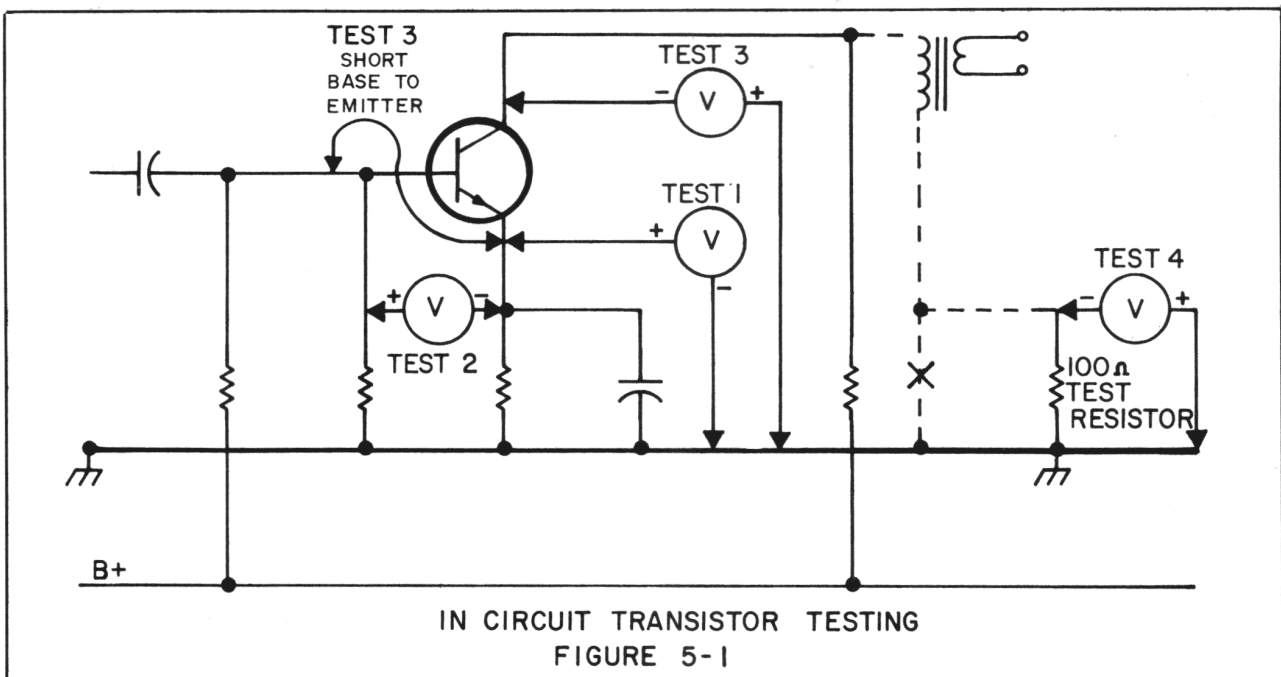 TEST 3
SHORT
BASE TO
EMITTER
TEST 3
- V +
TEST 1
+ V
-
TEST 4
- V +
+ V -
TEST 2
100Ω
TEST
RESISTOR
B+
IN CIRCUIT TRANSISTOR TESTING
FIGURE 5-1